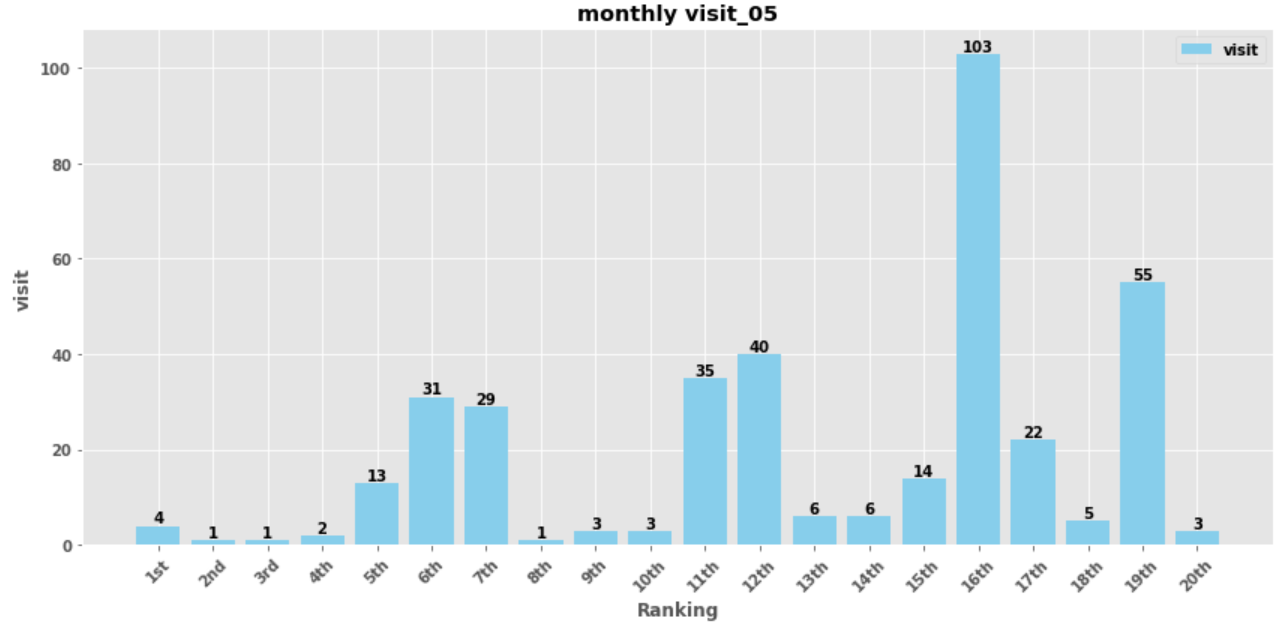 monthly visit_05
visit
103
100
80
60
55
40
40
35
31
29
22
20
14
13
6
6
5
4
3
3
3
2
1
1
1
0
visit
1st
2nd
3rd
4th
5th
6th
7th
8th
9th
10th
11th
12th
13th
14th
15th
16th
17th
18th
19th
20th
Ranking